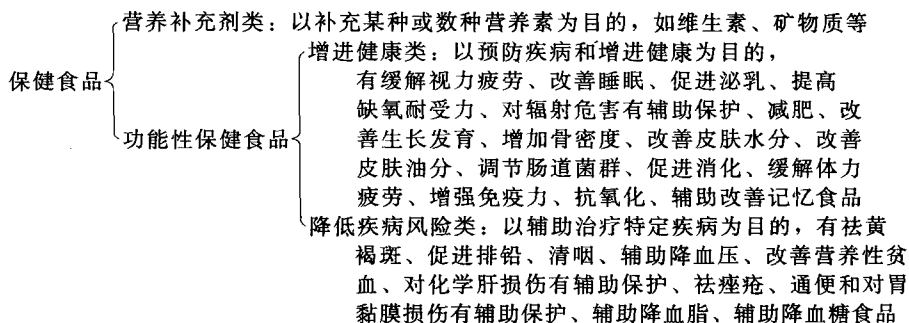 营养补充剂类：以补充某种或数种营养素为目的，如维生素、矿物质等
增进健康类：以预防疾病和增进健康为目的，
有缓解视力疲劳、改善睡眠、促进泌乳、提高
保健食品
缺氧耐受力、对辐射危害有辅助保护、减肥、改
功能性保健食品
善生长发育、增加骨密度、改善皮肤水分、改善
皮肤油分、调节肠道菌群、促进消化、缓解体力
疲劳、增强免疫力、抗氧化、辅助改善记忆食品
降低疾病风险类：以辅助治疗特定疾病为目的，有祛黄
褐斑、促进排铅、清咽、辅助降血压、改善营养性贫
血、对化学肝损伤有辅助保护、祛痤疮、通便和对胃
黏膜损伤有辅助保护、辅助降血脂、辅助降血糖食品